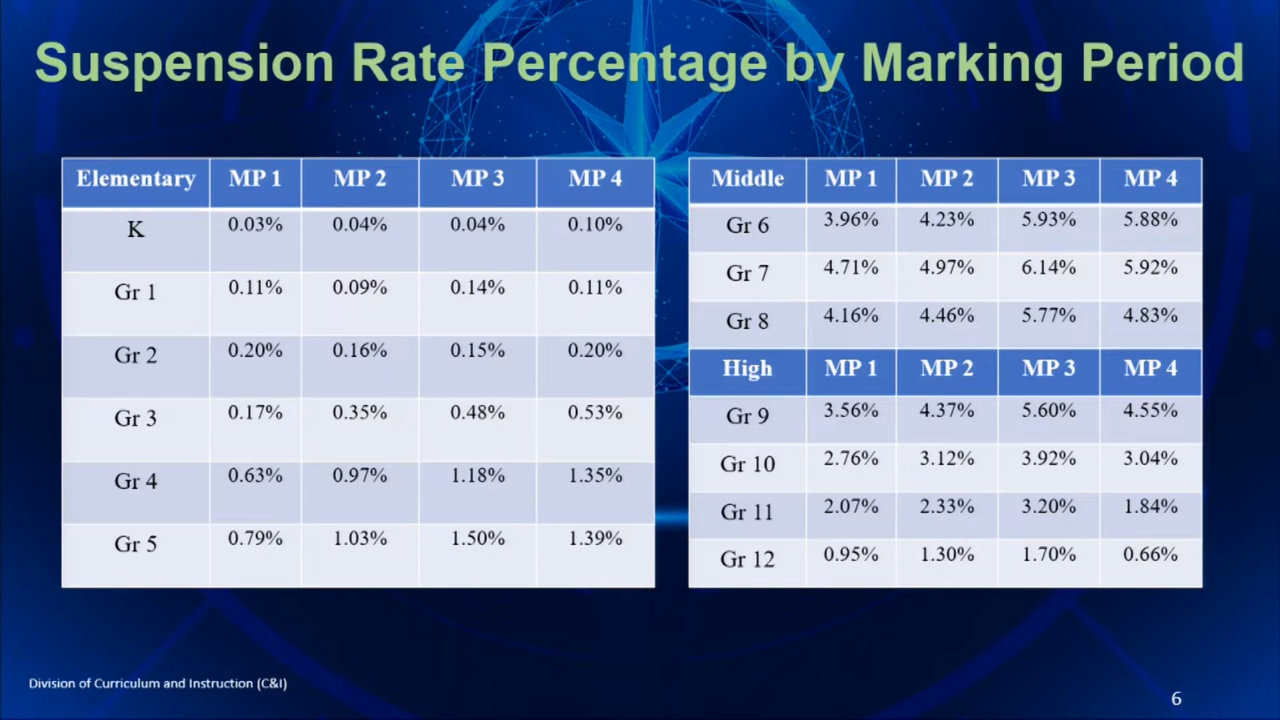 Suspension Rate Percentage by Marking Period
Elementary MP 1 MP 2 MP 3 MP 4
K 0.03% 0.04% 0.04% 0.10%
Gr 1 0.11% 0.09% 0.14% 0.11%
Gr 2 0.20% 0.16% 0.15% 0.20%
Gr 3 0.17% 0.35% 0.48% 0.53%
Gr 4 0.63% 0.97% 1.18% 1.35%
Gr 5 0.79% 1.03% 1.50% 1.39%
Middle MP 1 MP 2 MP 3 MP 4
Gr 6 3.96% 4.23% 5.93% 5.88%
Gr 7 4.71% 4.97% 6.14% 5.92%
Gr 8 4.16% 4.46% 5.77% 4.83%
High MP 1 MP 2 MP 3 MP 4
Gr 9 3.56% 4.37% 5.60% 4.55%
Gr 10 2.76% 3.12% 3.92% 3.04%
Gr 11 2.07% 2.33% 3.20% 1.84%
Gr 12 0.95% 1.30% 1.70% 0.66%
Division of Curriculum and Instruction (C&I)
6